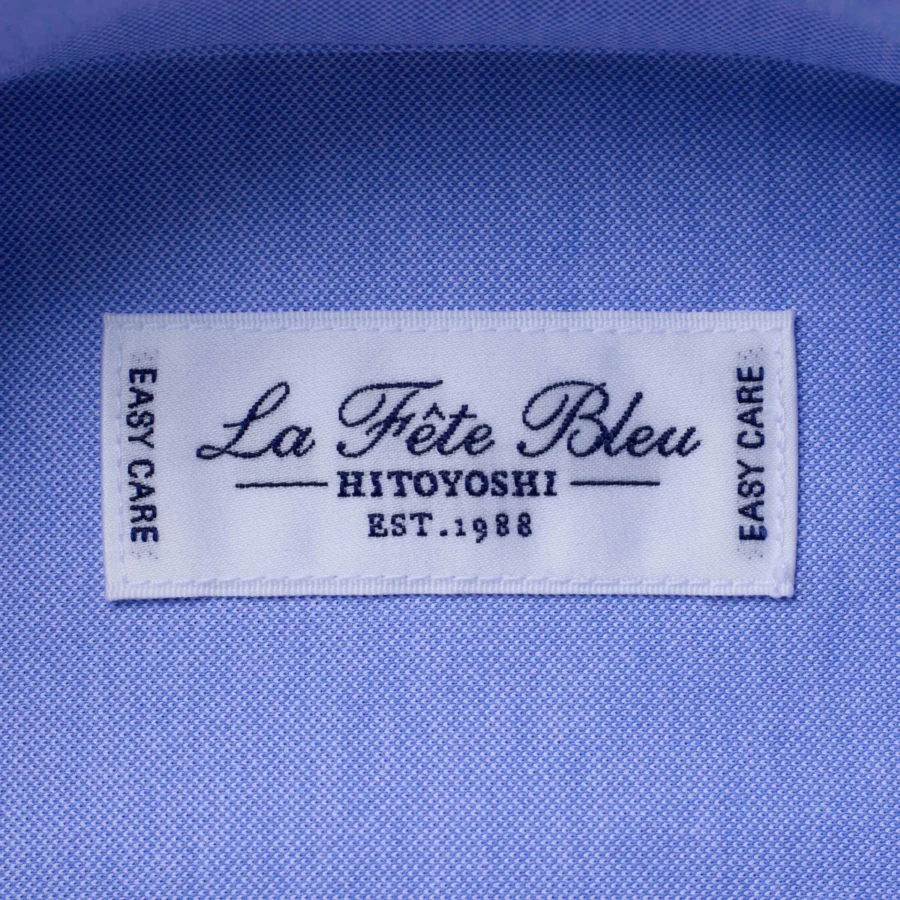 EASY CARE
La Fête Bleu
HITOYOSHI
EST.1988
EASY CARE